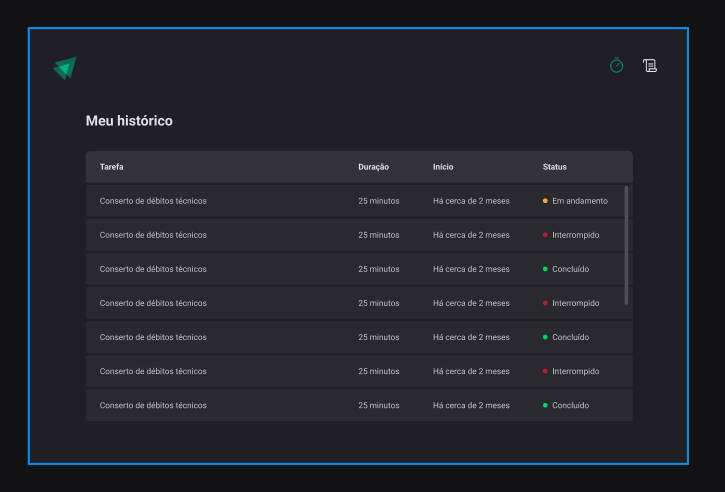 Meu histórico
Tarefa Duração Início Status
Conserto de débitos técnicos 25 minutos Há cerca de 2 meses Em andamento
Conserto de débitos técnicos 25 minutos Há cerca de 2 meses Interrompido
Conserto de débitos técnicos 25 minutos Há cerca de 2 meses Concluído
Conserto de débitos técnicos 25 minutos Há cerca de 2 meses Interrompido
Conserto de débitos técnicos 25 minutos Há cerca de 2 meses Concluído
Conserto de débitos técnicos 25 minutos Há cerca de 2 meses Interrompido
Conserto de débitos técnicos 25 minutos Há cerca de 2 meses Concluído